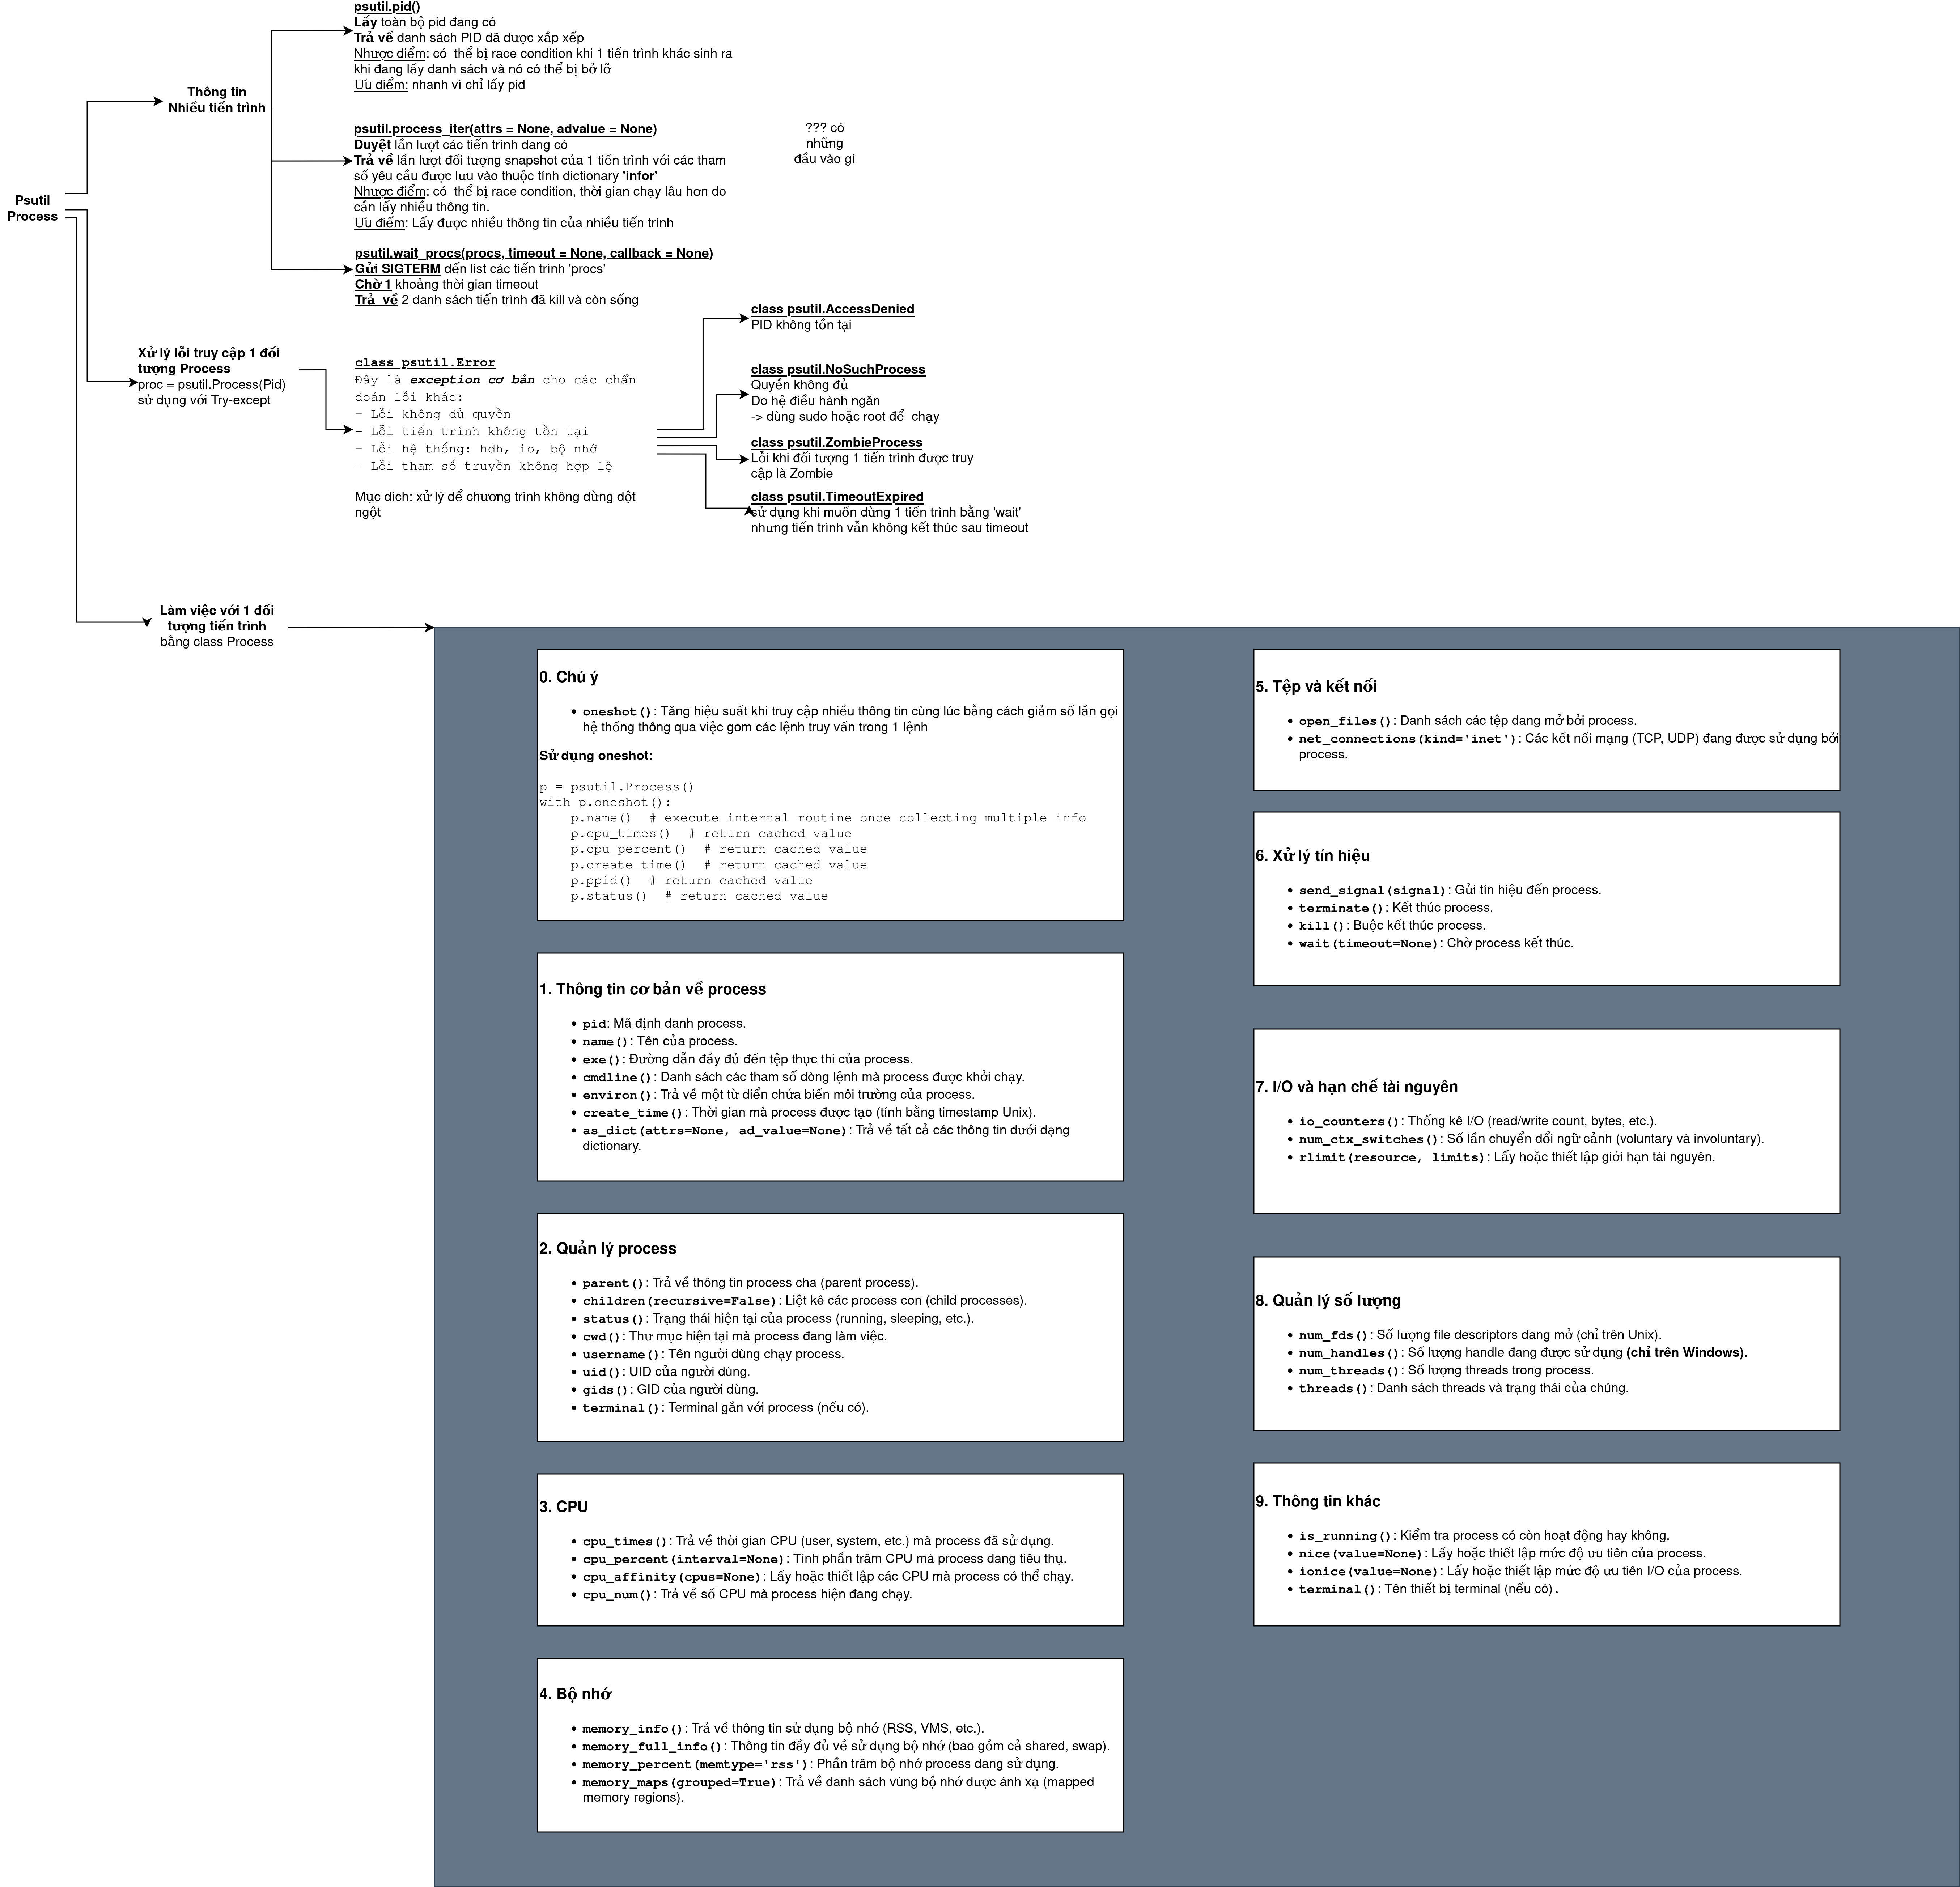 Psutil
Process
Thông tin
Nhiều tiến trình
psutil.pid()
Lấy toàn bộ pid đang có
Trả về danh sách PID đã được xắp xếp
Nhược điểm: có  thể bị race condition khi 1 tiến trình khác sinh ra
khi đang lấy danh sách và nó có thể bị bở lỡ
Ưu điểm: nhanh vì chỉ lấy pid
psutil.process_iter(attrs = None, advalue = None)
Duyệt lần lượt các tiến trình đang có
Trả về lần lượt đối tượng snapshot của 1 tiến trình với các tham
số yêu cầu được lưu vào thuộc tính dictionary 'infor'
Nhược điểm: có  thể bị race condition, thời gian chạy lâu hơn do
cần lấy nhiều thông tin.
Ưu điểm: Lấy được nhiều thông tin của nhiều tiến trình
??? có
những
đầu vào gì
psutil.wait_procs(procs, timeout = None, callback = None)
Gửi SIGTERM đến list các tiến trình 'procs'
Chờ 1 khoảng thời gian timeout
Trả  về 2 danh sách tiến trình đã kill và còn sống
Xử lý lỗi truy cập 1 đối
tượng Process
proc = psutil.Process(Pid)
sử dụng với Try-except
class psutil.Error
Đây là exception cơ bản cho các chẩn
đoán lỗi khác:
- Lỗi không đủ quyền
- Lỗi tiến trình không tồn tại
- Lỗi hệ thống: hdh, io, bộ nhớ
- Lỗi tham số truyền không hợp lệ
Mục đích: xử lý để chương trình không dừng đột
ngột
class psutil.AccessDenied
PID không tồn tại
class psutil.NoSuchProcess
Quyền không đủ
Do hệ điều hành ngăn
-> dùng sudo hoặc root để  chạy
class psutil.ZombieProcess
Lỗi khi đối tượng 1 tiến trình được truy
cập là Zombie
class psutil.TimeoutExpired
sử dụng khi muốn dừng 1 tiến trình bằng 'wait'
nhưng tiến trình vẫn không kết thúc sau timeout
Làm việc với 1 đối
tượng tiến trình
bằng class Process
0. Chú ý
• oneshot(): Tăng hiệu suất khi truy cập nhiều thông tin cùng lúc bằng cách giảm số lần gọi
hệ thống thông qua việc gom các lệnh truy vấn trong 1 lệnh
Sử dụng oneshot:
p = psutil.Process()
with p.oneshot():
    p.name()  # execute internal routine once collecting multiple info
    p.cpu_times()  # return cached value
    p.cpu_percent()  # return cached value
    p.create_time()  # return cached value
    p.ppid()  # return cached value
    p.status()  # return cached value
1. Thông tin cơ bản về process
• pid: Mã định danh process.
• name(): Tên của process.
• exe(): Đường dẫn đầy đủ đến tệp thực thi của process.
• cmdline(): Danh sách các tham số dòng lệnh mà process được khởi chạy.
• environ(): Trả về một từ điển chứa biến môi trường của process.
• create_time(): Thời gian mà process được tạo (tính bằng timestamp Unix).
• as_dict(attrs=None, ad_value=None): Trả về tất cả các thông tin dưới dạng
dictionary.
2. Quản lý process
• parent(): Trả về thông tin process cha (parent process).
• children(recursive=False): Liệt kê các process con (child processes).
• status(): Trạng thái hiện tại của process (running, sleeping, etc.).
• cwd(): Thư mục hiện tại mà process đang làm việc.
• username(): Tên người dùng chạy process.
• uid(): UID của người dùng.
• gids(): GID của người dùng.
• terminal(): Terminal gắn với process (nếu có).
3. CPU
• cpu_times(): Trả về thời gian CPU (user, system, etc.) mà process đã sử dụng.
• cpu_percent(interval=None): Tính phần trăm CPU mà process đang tiêu thụ.
• cpu_affinity(cpus=None): Lấy hoặc thiết lập các CPU mà process có thể chạy.
• cpu_num(): Trả về số CPU mà process hiện đang chạy.
4. Bộ nhớ
• memory_info(): Trả về thông tin sử dụng bộ nhớ (RSS, VMS, etc.).
• memory_full_info(): Thông tin đầy đủ về sử dụng bộ nhớ (bao gồm cả shared, swap).
• memory_percent(memtype='rss'): Phần trăm bộ nhớ process đang sử dụng.
• memory_maps(grouped=True): Trả về danh sách vùng bộ nhớ được ánh xạ (mapped
memory regions).
5. Tệp và kết nối
• open_files(): Danh sách các tệp đang mở bởi process.
• net_connections(kind='inet'): Các kết nối mạng (TCP, UDP) đang được sử dụng bởi
process.
6. Xử lý tín hiệu
• send_signal(signal): Gửi tín hiệu đến process.
• terminate(): Kết thúc process.
• kill(): Buộc kết thúc process.
• wait(timeout=None): Chờ process kết thúc.
7. I/O và hạn chế tài nguyên
• io_counters(): Thống kê I/O (read/write count, bytes, etc.).
• num_ctx_switches(): Số lần chuyển đổi ngữ cảnh (voluntary và involuntary).
• rlimit(resource, limits): Lấy hoặc thiết lập giới hạn tài nguyên.
8. Quản lý số lượng
• num_fds(): Số lượng file descriptors đang mở (chỉ trên Unix).
• num_handles(): Số lượng handle đang được sử dụng (chỉ trên Windows).
• num_threads(): Số lượng threads trong process.
• threads(): Danh sách threads và trạng thái của chúng.
9. Thông tin khác
• is_running(): Kiểm tra process có còn hoạt động hay không.
• nice(value=None): Lấy hoặc thiết lập mức độ ưu tiên của process.
• ionice(value=None): Lấy hoặc thiết lập mức độ ưu tiên I/O của process.
• terminal(): Tên thiết bị terminal (nếu có).